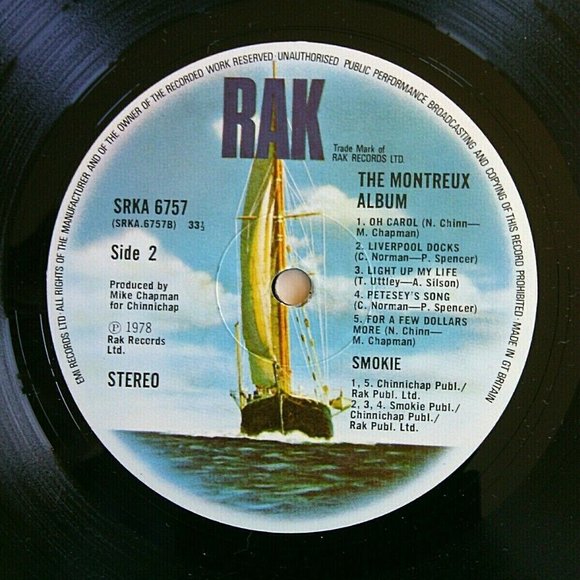 EMI RECORDS LTD ALL RIGHTS OF THE MANUFACTURER AND OF THE OWNER OF THE RECORDED WORK RESERVED·UNAUTHORISED PUBLIC PERFORMANCE BROADCASTING AND COPYING OF THIS RECORD PROHIBITED. MADE IN GT BRITAIN
RAK
Trade Mark of
RAK RECORDS LTD.
SRKA 6757
(SRKA.6757B) 33⅓
Side 2
Produced by
Mike Chapman
for Chinnichap
℗ 1978
Rak Records
Ltd.
STEREO
THE MONTREUX
ALBUM
1. OH CAROL (N. Chinn—
M. Chapman)
2. LIVERPOOL DOCKS
(C. Norman—P. Spencer)
3. LIGHT UP MY LIFE
(T. Uttley—A. Silson)
4. PETESEY'S SONG
(C. Norman—P. Spencer)
5. FOR A FEW DOLLARS
MORE (N. Chinn—
M. Chapman)
SMOKIE
1, 5. Chinnichap Publ./
Rak Publ. Ltd.
2, 3, 4. Smokie Publ./
Chinnichap Publ./
Rak Publ. Ltd.